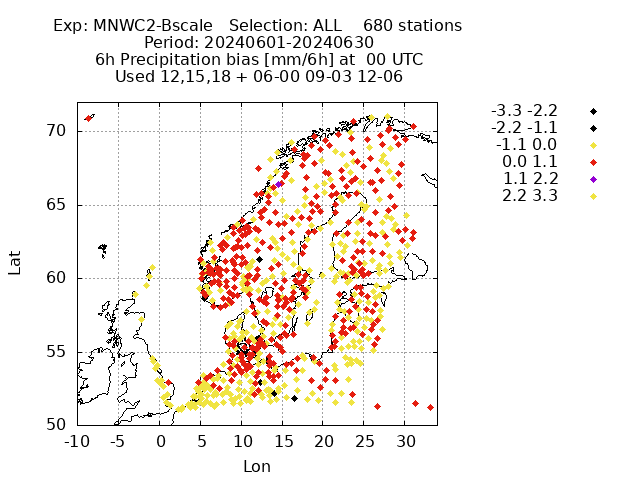 Exp: MNWC2-Bscale   Selection: ALL    680 stations
Period: 20240601-20240630
6h Precipitation bias [mm/6h] at  00 UTC
Used 12,15,18 + 06-00 09-03 12-06
-3.3 -2.2
-2.2 -1.1
-1.1 0.0
0.0 1.1
1.1 2.2
2.2 3.3
70
65
60
55
50
Lat
-10 -5 0 5 10 15 20 25 30
Lon